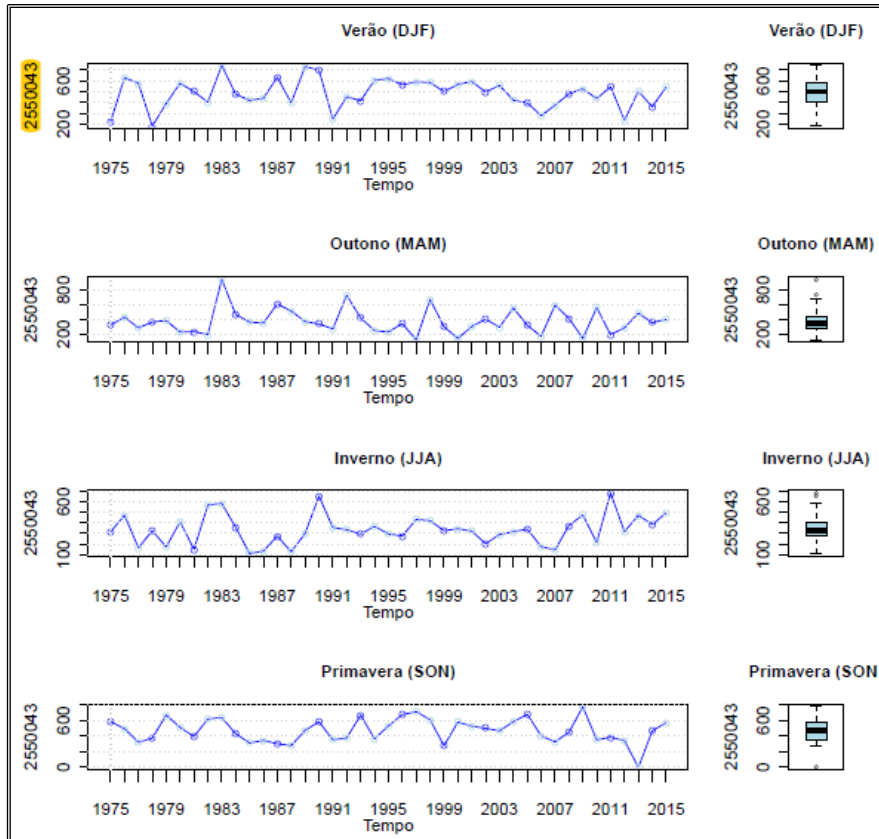 Verão (DJF)
2550043
200 600
1975 1979 1983 1987 1991 1995 1999 2003 2007 2011 2015
Tempo
Verão (DJF)
2550043
200 600
Outono (MAM)
2550043
200 800
1975 1979 1983 1987 1991 1995 1999 2003 2007 2011 2015
Tempo
Outono (MAM)
2550043
200 800
Inverno (JJA)
2550043
100 600
1975 1979 1983 1987 1991 1995 1999 2003 2007 2011 2015
Tempo
Inverno (JJA)
2550043
100 600
Primavera (SON)
2550043
0 600
1975 1979 1983 1987 1991 1995 1999 2003 2007 2011 2015
Tempo
Primavera (SON
2550043
0 600